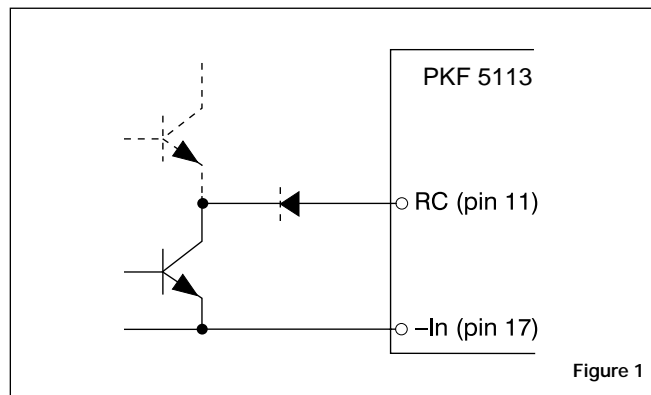 PKF 5113
RC (pin 11)
–In (pin 17)
Figure 1